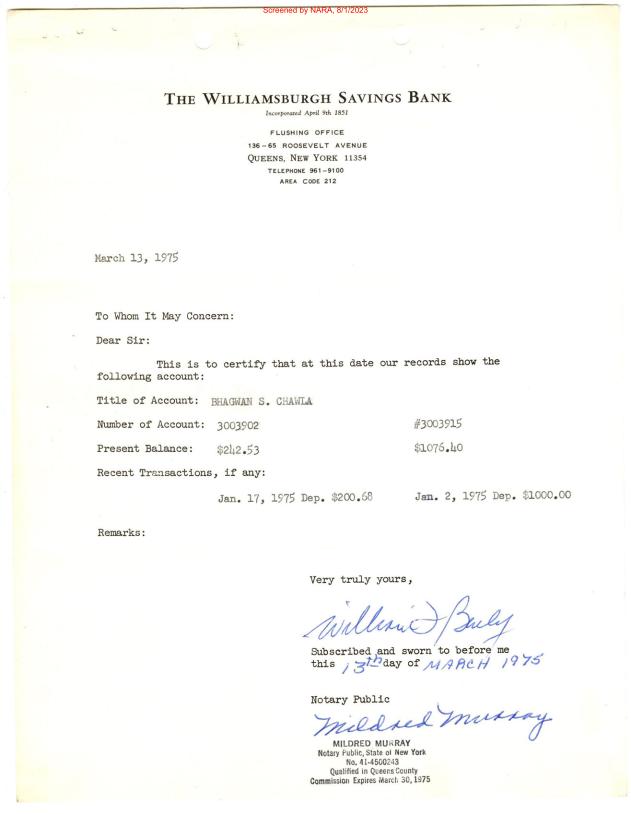 Screened by NARA, 8/1/2023
THE WILLIAMSBURGH SAVINGS BANK
Incorporated April 9th 1851
FLUSHING OFFICE
136-65 ROOSEVELT AVENUE
QUEENS, NEW YORK 11354
TELEPHONE 961-9100
AREA CODE 212
March 13, 1975
To Whom It May Concern:
Dear Sir:
This is to certify that at this date our records show the
following account:
Title of Account: BHAGWAN S. CHAWLA
Number of Account: 3003902 #3003915
Present Balance: $242.53 $1076.40
Recent Transactions, if any:
Jan. 17, 1975 Dep. $200.68 Jan. 2, 1975 Dep. $1000.00
Remarks:
Very truly yours,
William J
Subscribed and sworn to before me
this 13th day of MARCH 1975
Notary Public
Mildred Murray
MILDRED MURRAY
Notary Public, State of New York
No. 41-4500243
Qualified in Queens County
Commission Expires March 30, 1975